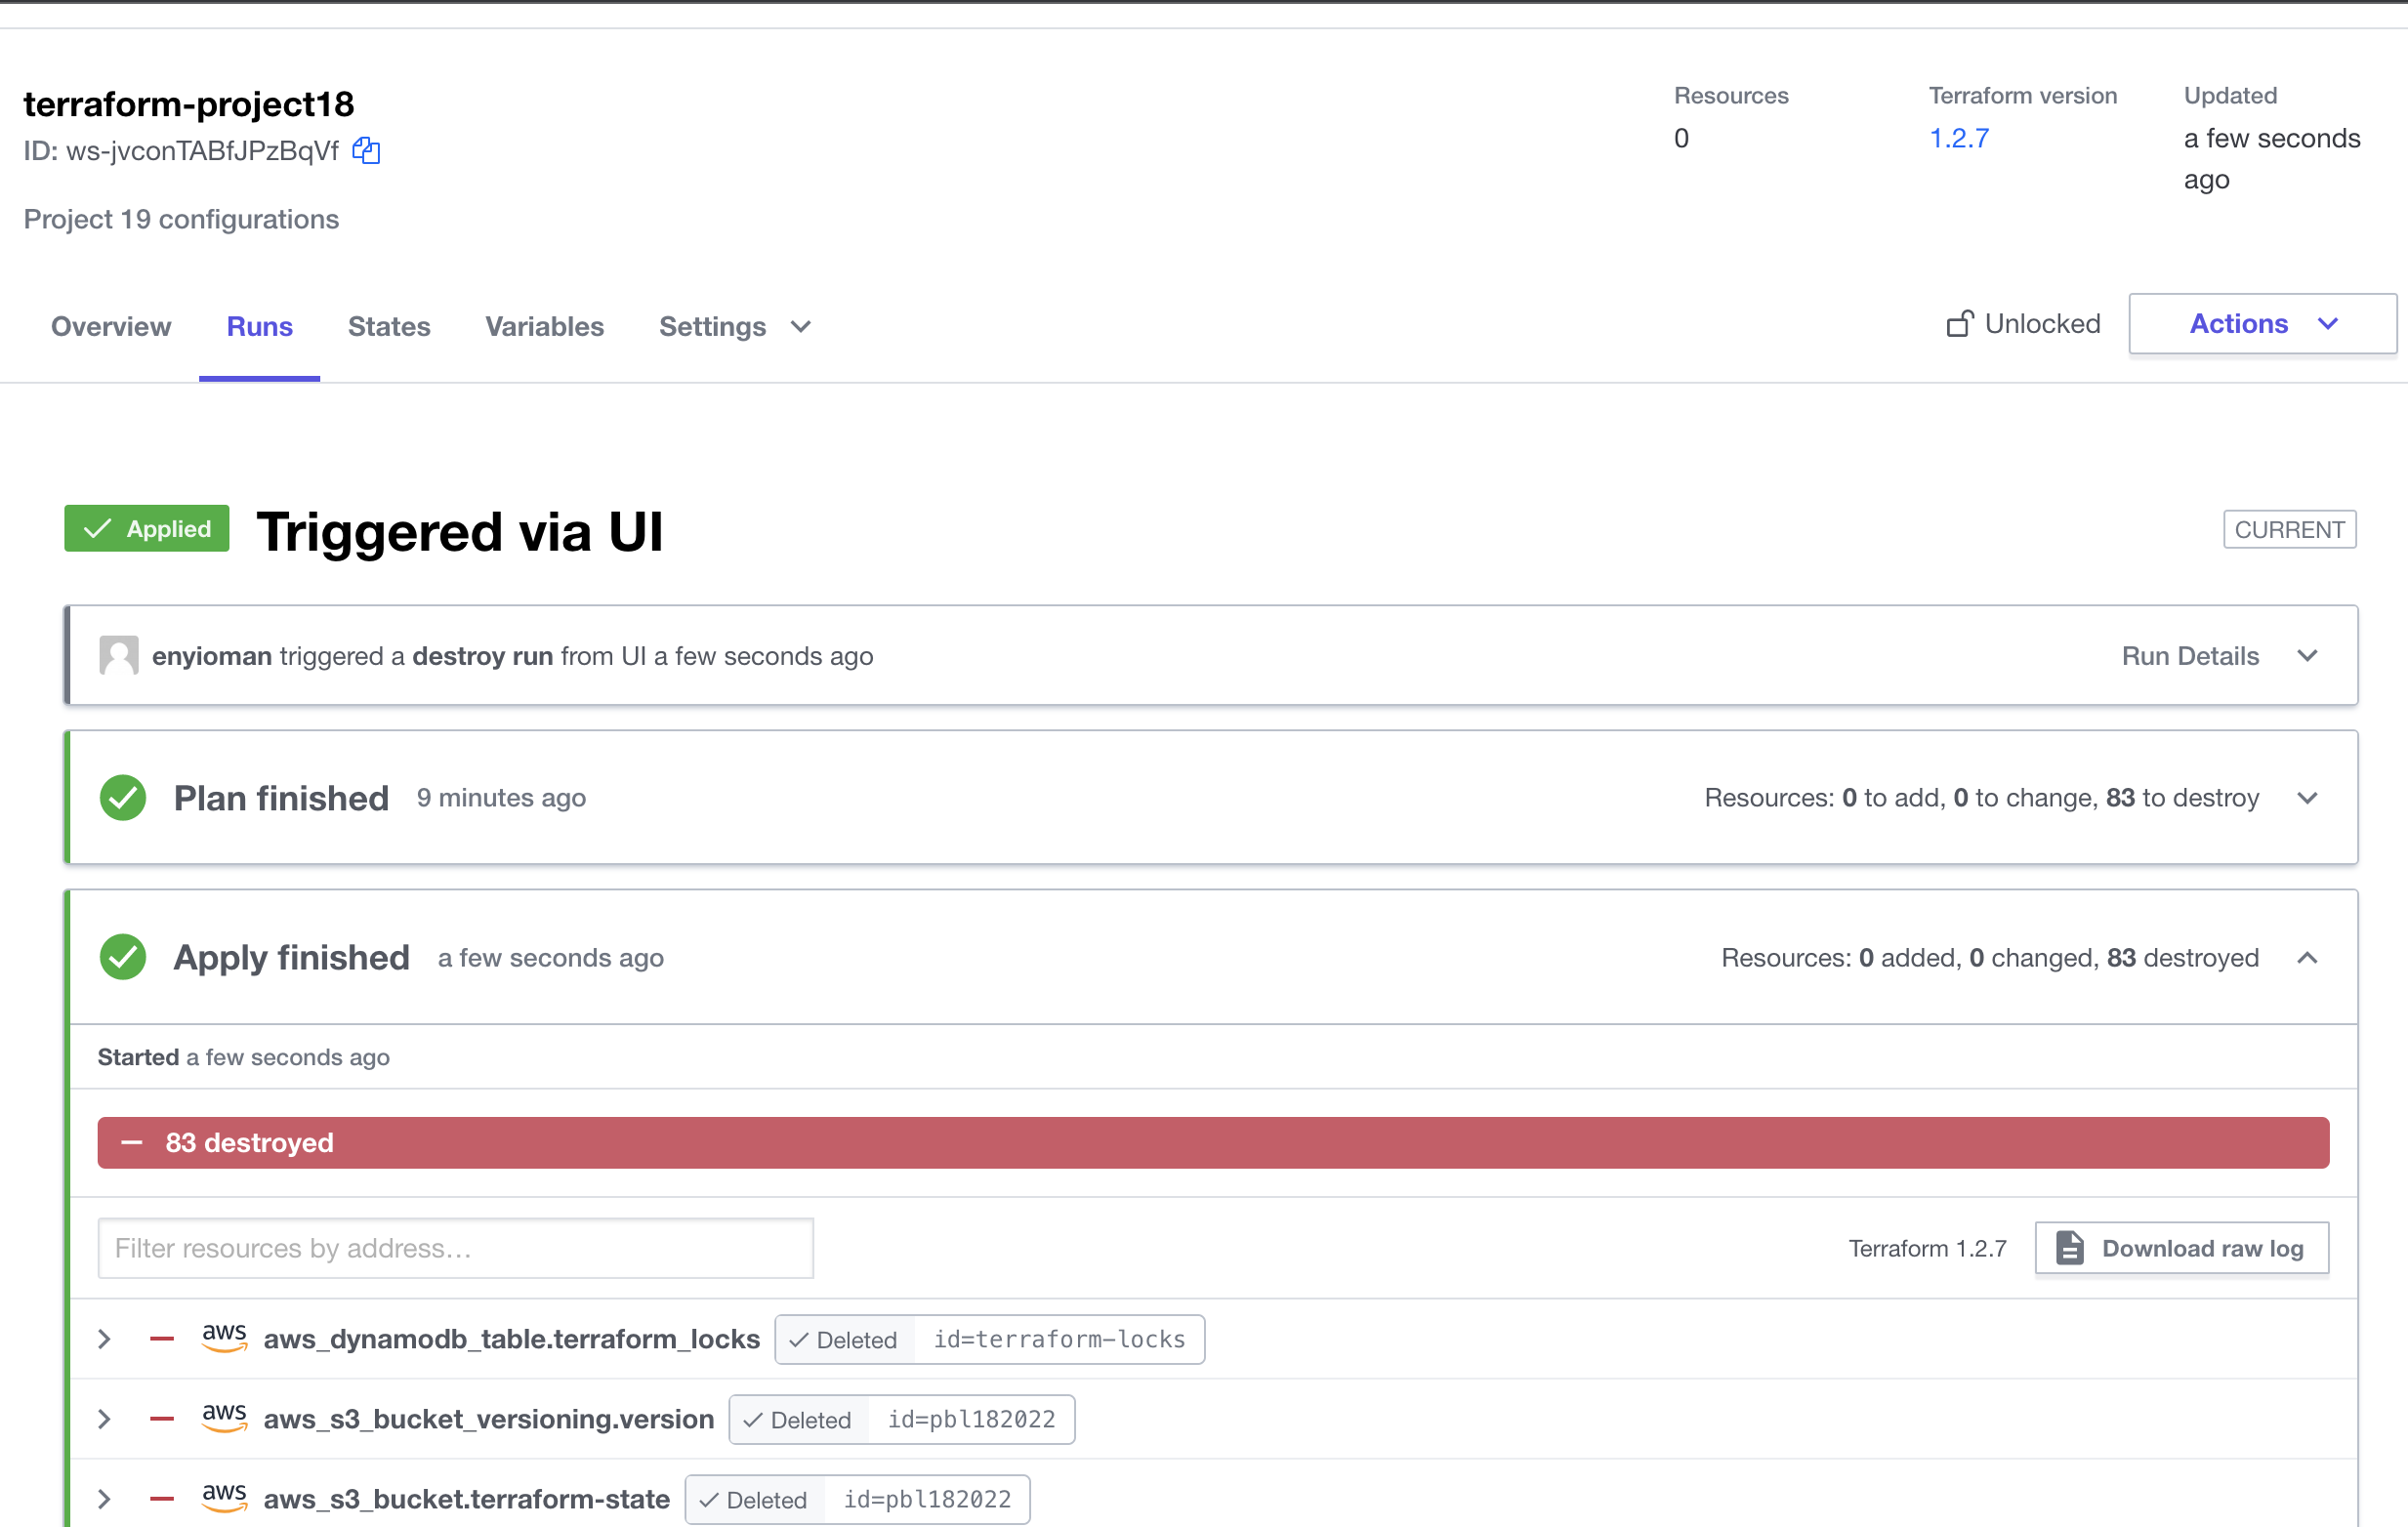 terraform-project18
ID: ws-jvconTABfJPzBqVf
Project 19 configurations
Resources
0
Terraform version
1.2.7
Updated
a few seconds
ago
Overview
Runs
States
Variables
Settings
Unlocked
Actions
Applied
Triggered via UI
CURRENT
enyioman triggered a destroy run from UI a few seconds ago
Run Details
Plan finished 9 minutes ago
Resources: 0 to add, 0 to change, 83 to destroy
Apply finished a few seconds ago
Resources: 0 added, 0 changed, 83 destroyed
Started a few seconds ago
83 destroyed
Filter resources by address...
Terraform 1.2.7
Download raw log
aws aws_dynamodb_table.terraform_locks Deleted id=terraform-locks
aws aws_s3_bucket_versioning.version Deleted id=pbl182022
aws aws_s3_bucket.terraform-state Deleted id=pbl182022